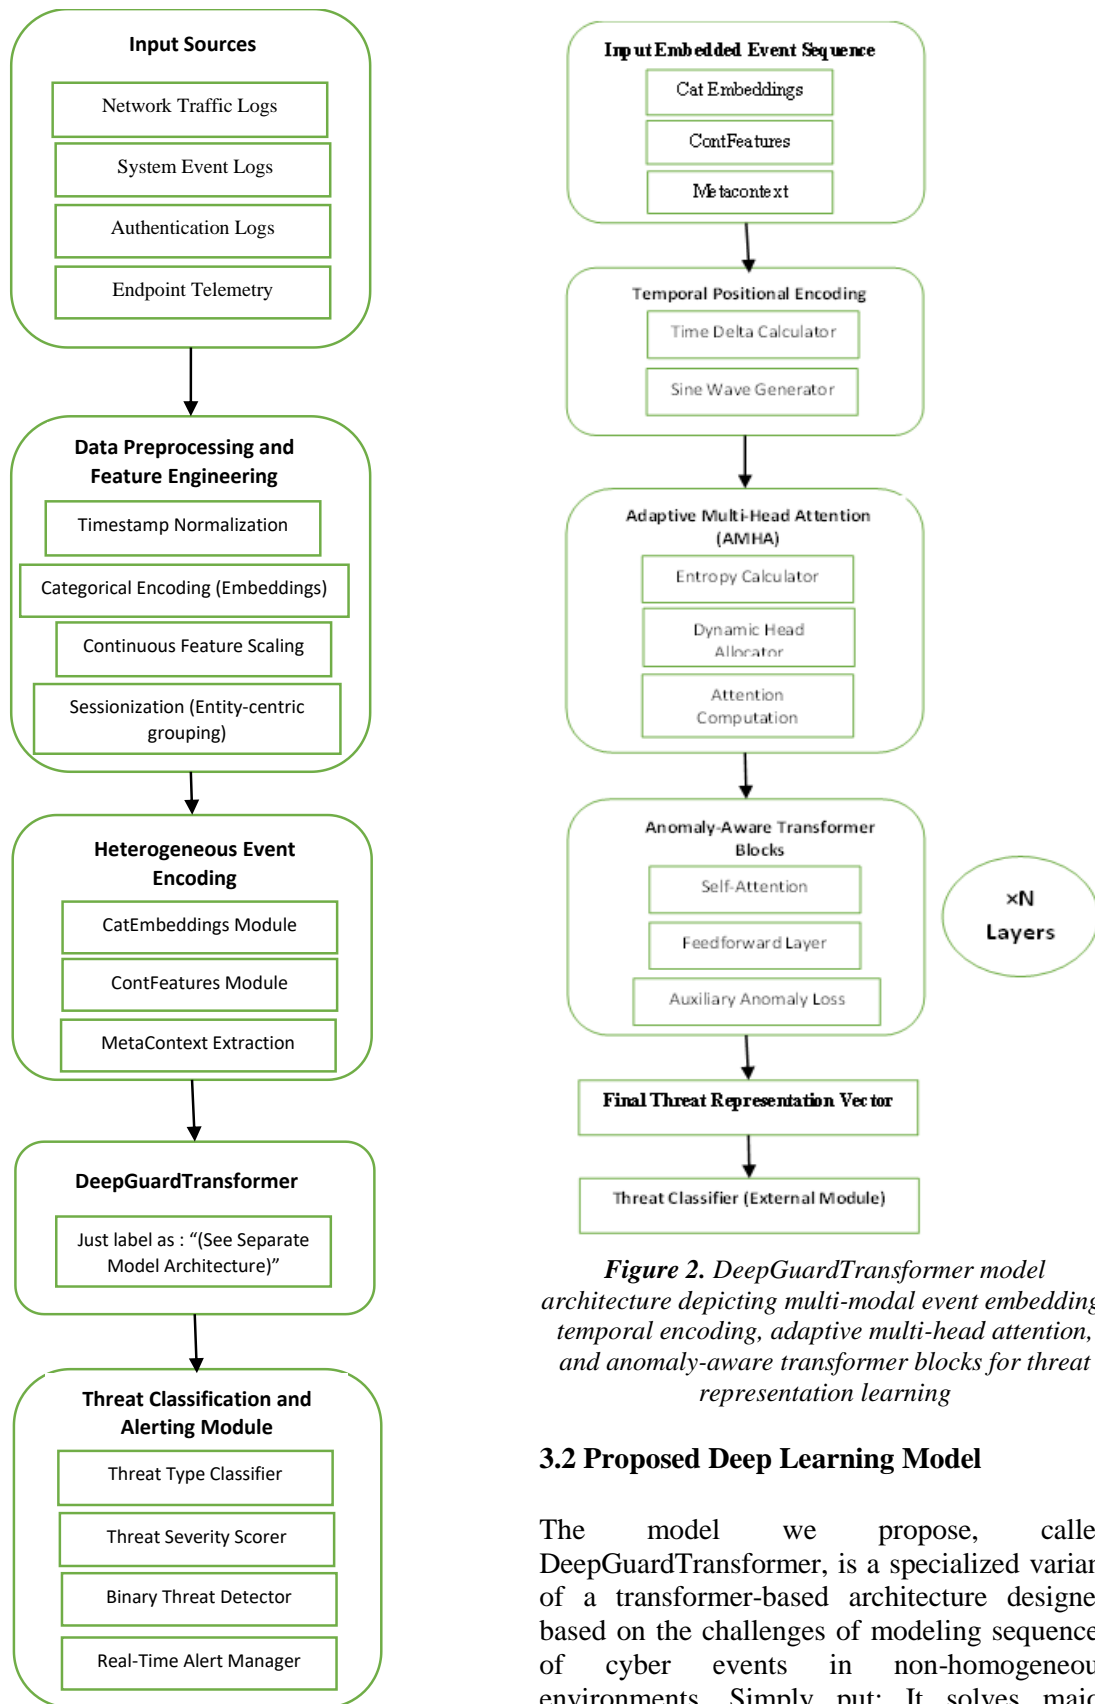 Input Sources
Network Traffic Logs
System Event Logs
Authentication Logs
Endpoint Telemetry
Data Preprocessing and
Feature Engineering
Timestamp Normalization
Categorical Encoding (Embeddings)
Continuous Feature Scaling
Sessionization (Entity-centric
grouping)
Heterogeneous Event
Encoding
CatEmbeddings Module
ContFeatures Module
MetaContext Extraction
DeepGuardTransformer
Just label as : “(See Separate
Model Architecture)”
Threat Classification and
Alerting Module
Threat Type Classifier
Threat Severity Scorer
Binary Threat Detector
Real-Time Alert Manager
Input Embedded Event Sequence
Cat Embeddings
ContFeatures
Metacontext
Temporal Positional Encoding
Time Delta Calculator
Sine Wave Generator
Adaptive Multi-Head Attention
(AMHA)
Entropy Calculator
Dynamic Head
Allocator
Attention
Computation
Anomaly-Aware Transformer
Blocks
Self-Attention
Feedforward Layer
Auxiliary Anomaly Loss
×N
Layers
Final Threat Representation Vector
Threat Classifier (External Module)
Figure 2. DeepGuardTransformer model
architecture depicting multi-modal event embedding
temporal encoding, adaptive multi-head attention,
and anomaly-aware transformer blocks for threat
representation learning
3.2 Proposed Deep Learning Model
The model we propose, calle
DeepGuardTransformer, is a specialized varian
of a transformer-based architecture designe
based on the challenges of modeling sequence
of cyber events in non-homogeneou
environments. Simply put: It solves majo